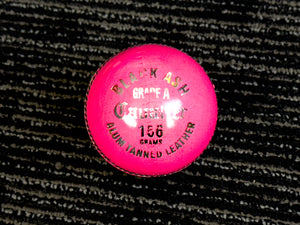 BLACK ASH
GRADE A
156
GRAMS
ALUM TANNED LEATHER